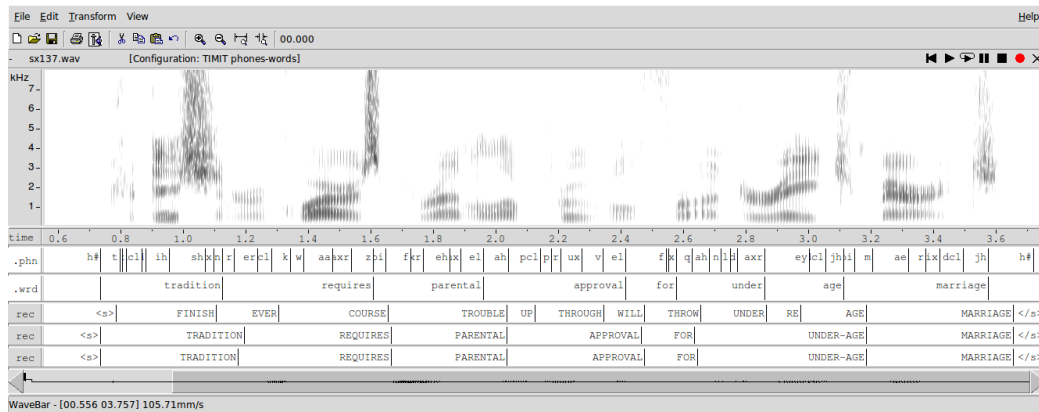 File Edit Transform View Help
00.000
- sx137.wav [Configuration: TIMIT phones-words]
kHz
7-
6-
5-
4-
3-
2-
1-
time 0.6 0.8 1.0 1.2 1.4 1.6 1.8 2.0 2.2 2.4 2.6 2.8 3.0 3.2 3.4 3.6
.phn h# t cl ih sh n r er cl k w aa axr z f r eh ix el ah pcl p r ux v el f x q ah n l d axr ey m ae r ix dcl jh h#
.wrd tradition requires parental approval for under age marriage
rec <s> FINISH EVER COURSE TROUBLE UP THROUGH WILL THROW UNDER RE AGE MARRIAGE </s>
rec <s> TRADITION REQUIRES PARENTAL APPROVAL FOR UNDER-AGE MARRIAGE </s>
rec <s> TRADITION REQUIRES PARENTAL APPROVAL FOR UNDER-AGE MARRIAGE </s>
WaveBar - [00.556 03.757] 105.71mm/s